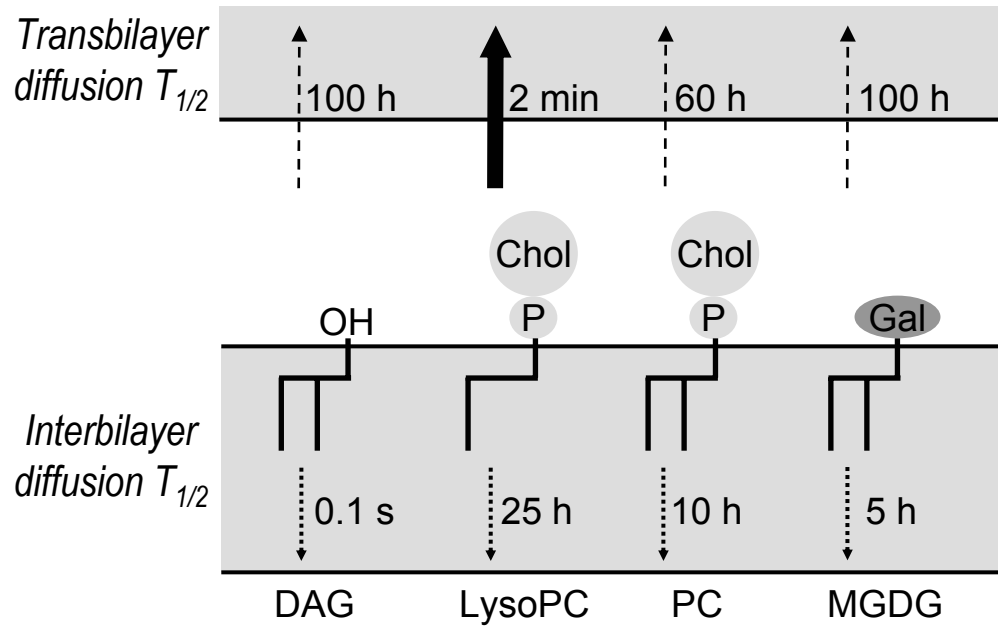 Transbilayer
diffusion T1/2
100 h
2 min
60 h
100 h
Chol
Chol
OH
P
P
Gal
Interbilayer
diffusion T1/2
0.1 s
25 h
10 h
5 h
DAG
LysoPC
PC
MGDG